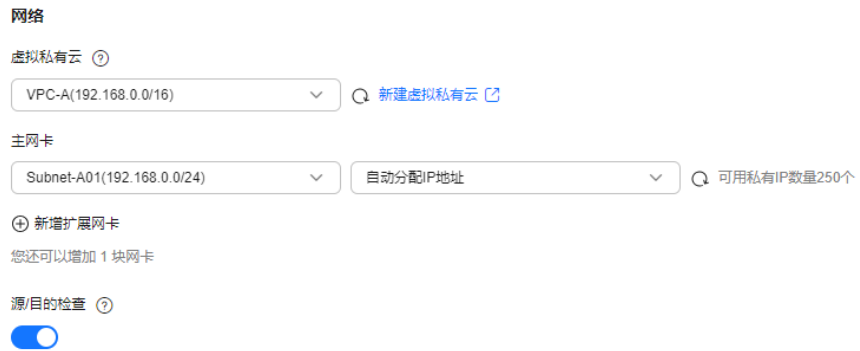 网络
虚拟私有云
VPC-A(192.168.0.0/16) 新建虚拟私有云
主网卡
Subnet-A01(192.168.0.0/24) 自动分配IP地址 可用私有IP数量250个
新增扩展网卡
您还可以增加 1 块网卡
源/目的检查